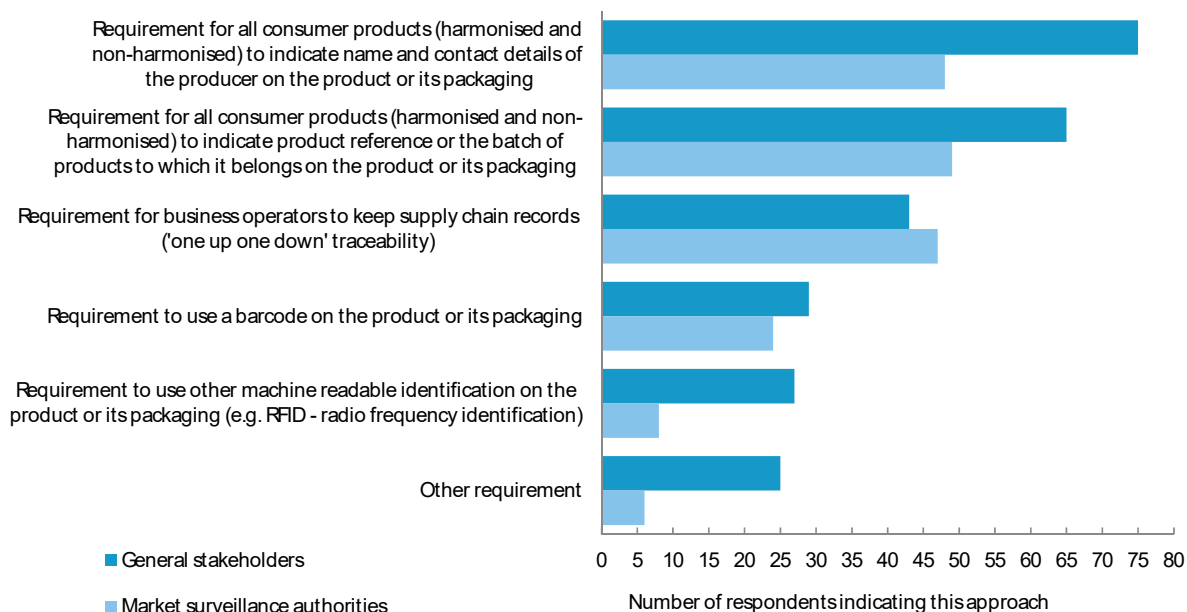 Requirement for all consumer products (harmonised and
non-harmonised) to indicate name and contact details of
the producer on the product or its packaging
Requirement for all consumer products (harmonised and non-
harmonised) to indicate product reference or the batch of
products to which it belongs on the product or its packaging
Requirement for business operators to keep supply chain records
('one up one down' traceability)
Requirement to use a barcode on the product or its packaging
Requirement to use other machine readable identification on the
product or its packaging (e.g. RFID - radio frequency identification)
Other requirement
0 5 10 15 20 25 30 35 40 45 50 55 60 65 70 75 80
General stakeholders
Market surveillance authorities
Number of respondents indicating this approach